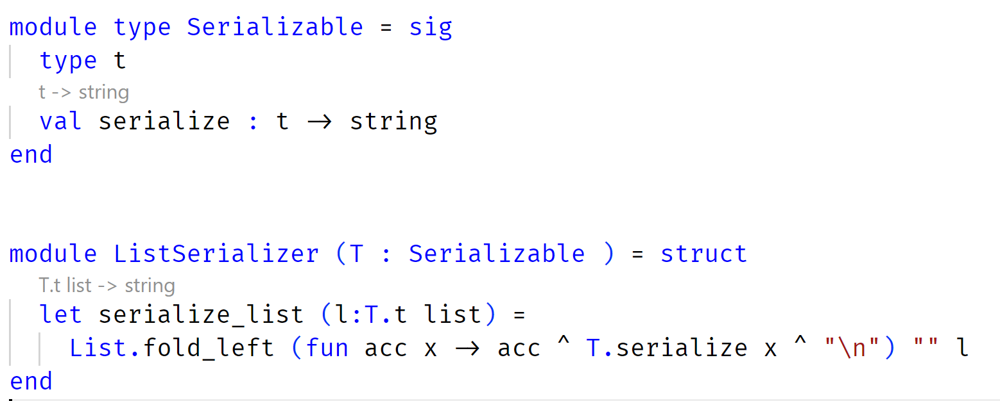 module type Serializable = sig
type t
t -> string
val serialize : t → string
end
module ListSerializer (T : Serializable ) = struct
T.t list -> string
let serialize_list (l:T.t list) =
List.fold_left (fun acc x → acc ^ T.serialize x ^ "\n") "" l
end